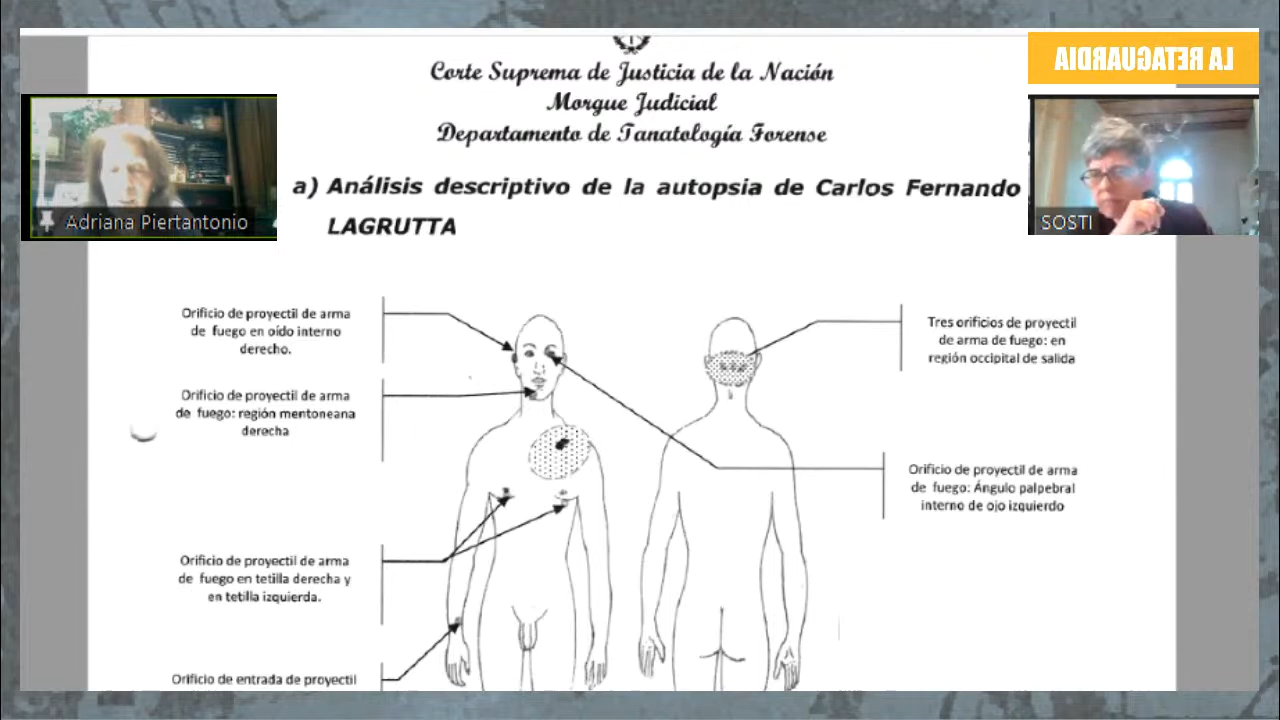 LA RETAGUARDIA
Corte Suprema de Justicia de la Nación
Morgue Judicial
Departamento de Tanatología Forense
a) Análisis descriptivo de la autopsia de Carlos Fernando
LAGRUTTA
Adriana Piertantonio
SOSTI
Orificio de proyectil de arma
de fuego en oído interno
derecho.
Orificio de proyectil de arma
de fuego: región mentoneana
derecha
Orificio de proyectil de arma
de fuego en tetilla derecha y
en tetilla izquierda.
Orificio de entrada de proyectil
Tres orificios de proyectil
de arma de fuego: en
región occipital de salida
Orificio de proyectil de arma
de fuego: Ángulo palpebral
interno de ojo izquierdo